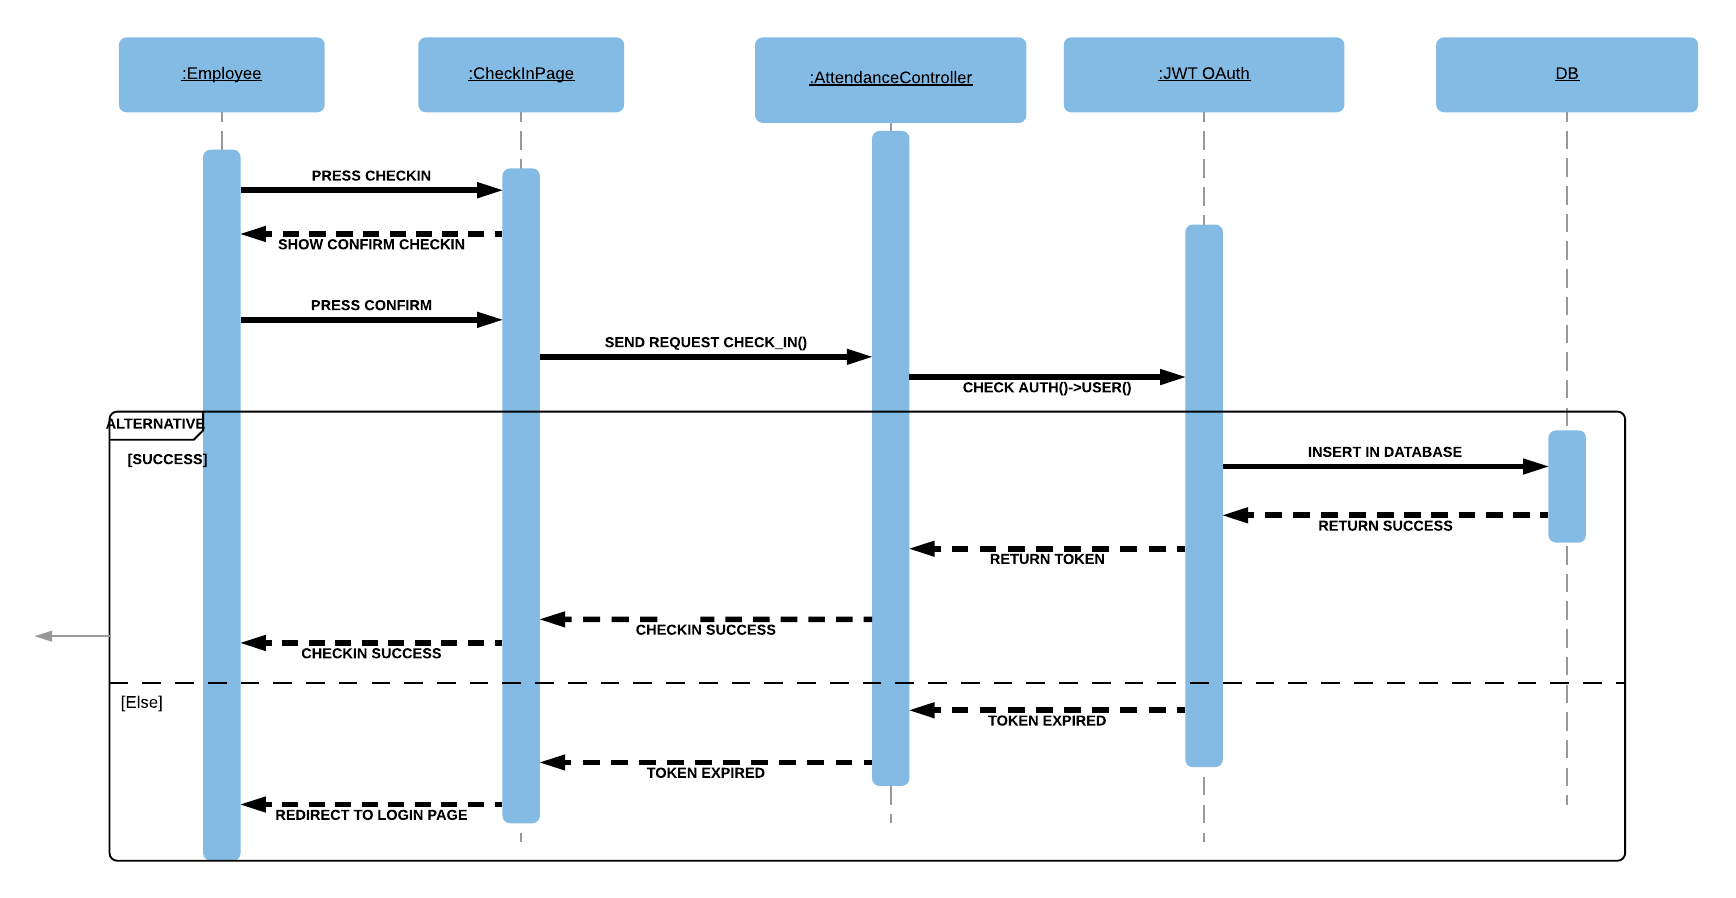 :Employee
:CheckInPage
:AttendanceController
:JWT OAuth
DB
PRESS CHECKIN
SHOW CONFIRM CHECKIN
PRESS CONFIRM
SEND REQUEST CHECK_IN()
CHECK AUTH()->USER()
ALTERNATIVE
[SUCCESS]
INSERT IN DATABASE
RETURN SUCCESS
RETURN TOKEN
CHECKIN SUCCESS
CHECKIN SUCCESS
[Else]
TOKEN EXPIRED
TOKEN EXPIRED
REDIRECT TO LOGIN PAGE